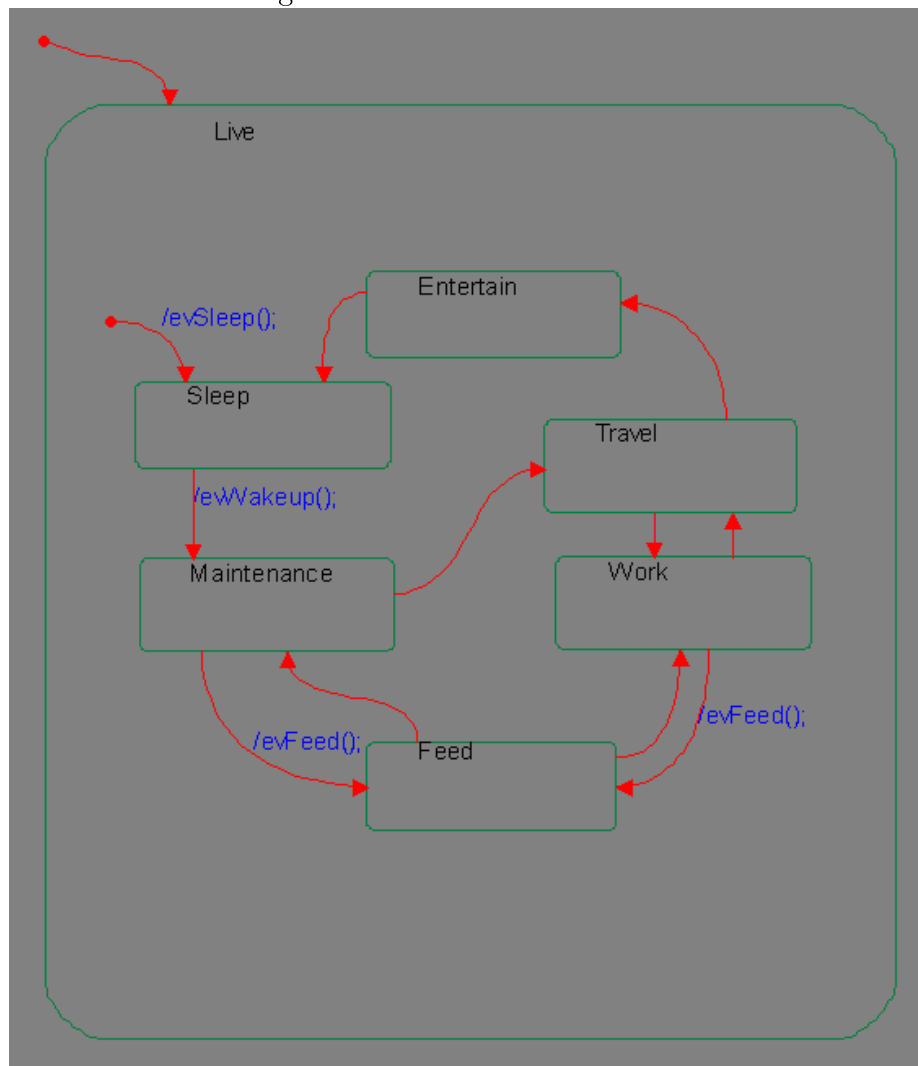 Live
Entertain
/evSleep();
Sleep
Travel
/evWakeup();
Maintenance
Work
/evFeed();
/evFeed();
Feed